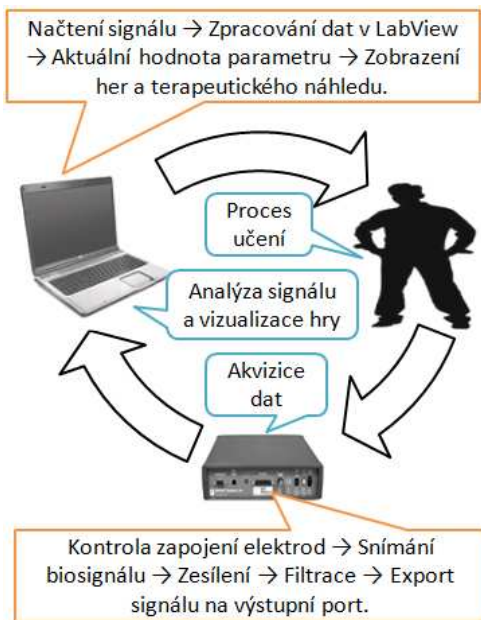 Načtení signálu → Zpracování dat v LabView
→ Aktuální hodnota parametru → Zobrazení
her a terapeutického náhledu.
Proces
učení
Analýza signálu
a vizualizace hry
Akvizice
dat
Kontrola zapojení elektrod → Snímání
biosignálu → Zesílení → Filtrace → Export
signálu na výstupní port.